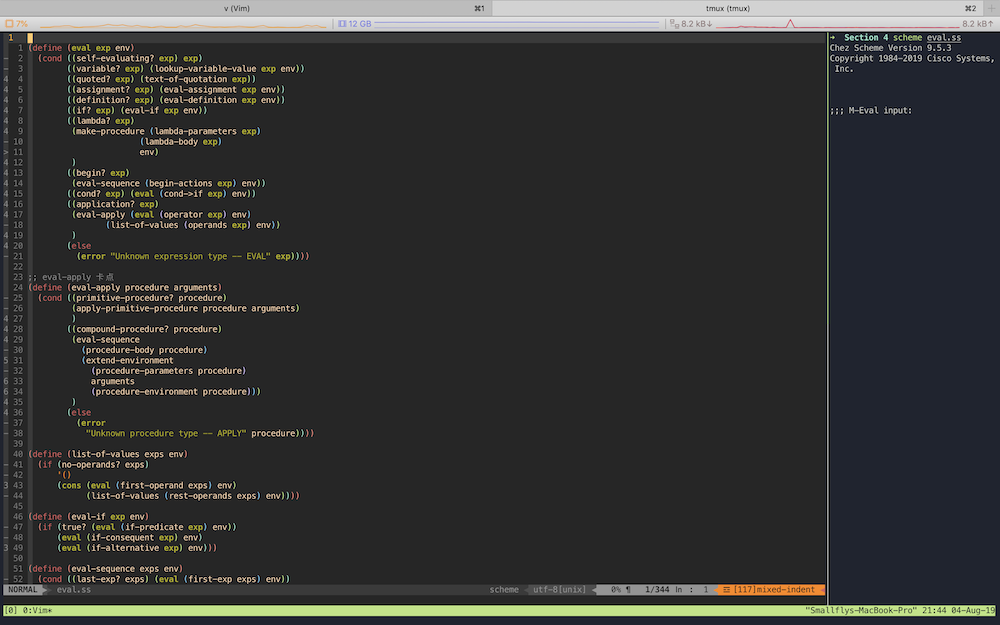 v (Vim) ⌘1 tmux (tmux) ⌘2 +
7% 12 GB 8.2 kB↓ 8.2 kB↑
1
1 (define (eval exp env)
2 (cond ((self-evaluating? exp) exp)
3 ((variable? exp) (lookup-variable-value exp env))
4 ((quoted? exp) (text-of-quotation exp))
5 ((assignment? exp) (eval-assignment exp env))
6 ((definition? exp) (eval-definition exp env))
7 ((if? exp) (eval-if exp env))
8 ((lambda? exp)
9 (make-procedure (lambda-parameters exp)
10 (lambda-body exp)
11 env)
12 )
13 ((begin? exp)
14 (eval-sequence (begin-actions exp) env))
15 ((cond? exp) (eval (cond->if exp) env))
16 ((application? exp)
17 (eval-apply (eval (operator exp) env)
18 (list-of-values (operands exp) env))
19 )
20 (else
21 (error "Unknown expression type -- EVAL" exp))))
22
23 ;; eval-apply 卡点
24 (define (eval-apply procedure arguments)
25 (cond ((primitive-procedure? procedure)
26 (apply-primitive-procedure procedure arguments)
27 )
28 ((compound-procedure? procedure)
29 (eval-sequence
30 (procedure-body procedure)
31 (extend-environment
32 (procedure-parameters procedure)
33 arguments
34 (procedure-environment procedure)))
35 )
36 (else
37 (error
38 "Unknown procedure type -- APPLY" procedure))))
39
40 (define (list-of-values exps env)
41 (if (no-operands? exps)
42 '()
43 (cons (eval (first-operand exps) env)
44 (list-of-values (rest-operands exps) env))))
45
46 (define (eval-if exp env)
47 (if (true? (eval (if-predicate exp) env))
48 (eval (if-consequent exp) env)
49 (eval (if-alternative exp) env)))
50
51 (define (eval-sequence exps env)
52 (cond ((last-exp? exps) (eval (first-exp exps) env))
NORMAL eval.ss scheme utf-8[unix] 0% ¶ 1/344 ln : 1 ☲ [117]mixed-indent
→ Section 4 scheme eval.ss
Chez Scheme Version 9.5.3
Copyright 1984-2019 Cisco Systems,
Inc.
;;; M-Eval input:
[0] 0:Vim* "Smallflys-MacBook-Pro" 21:44 04-Aug-19